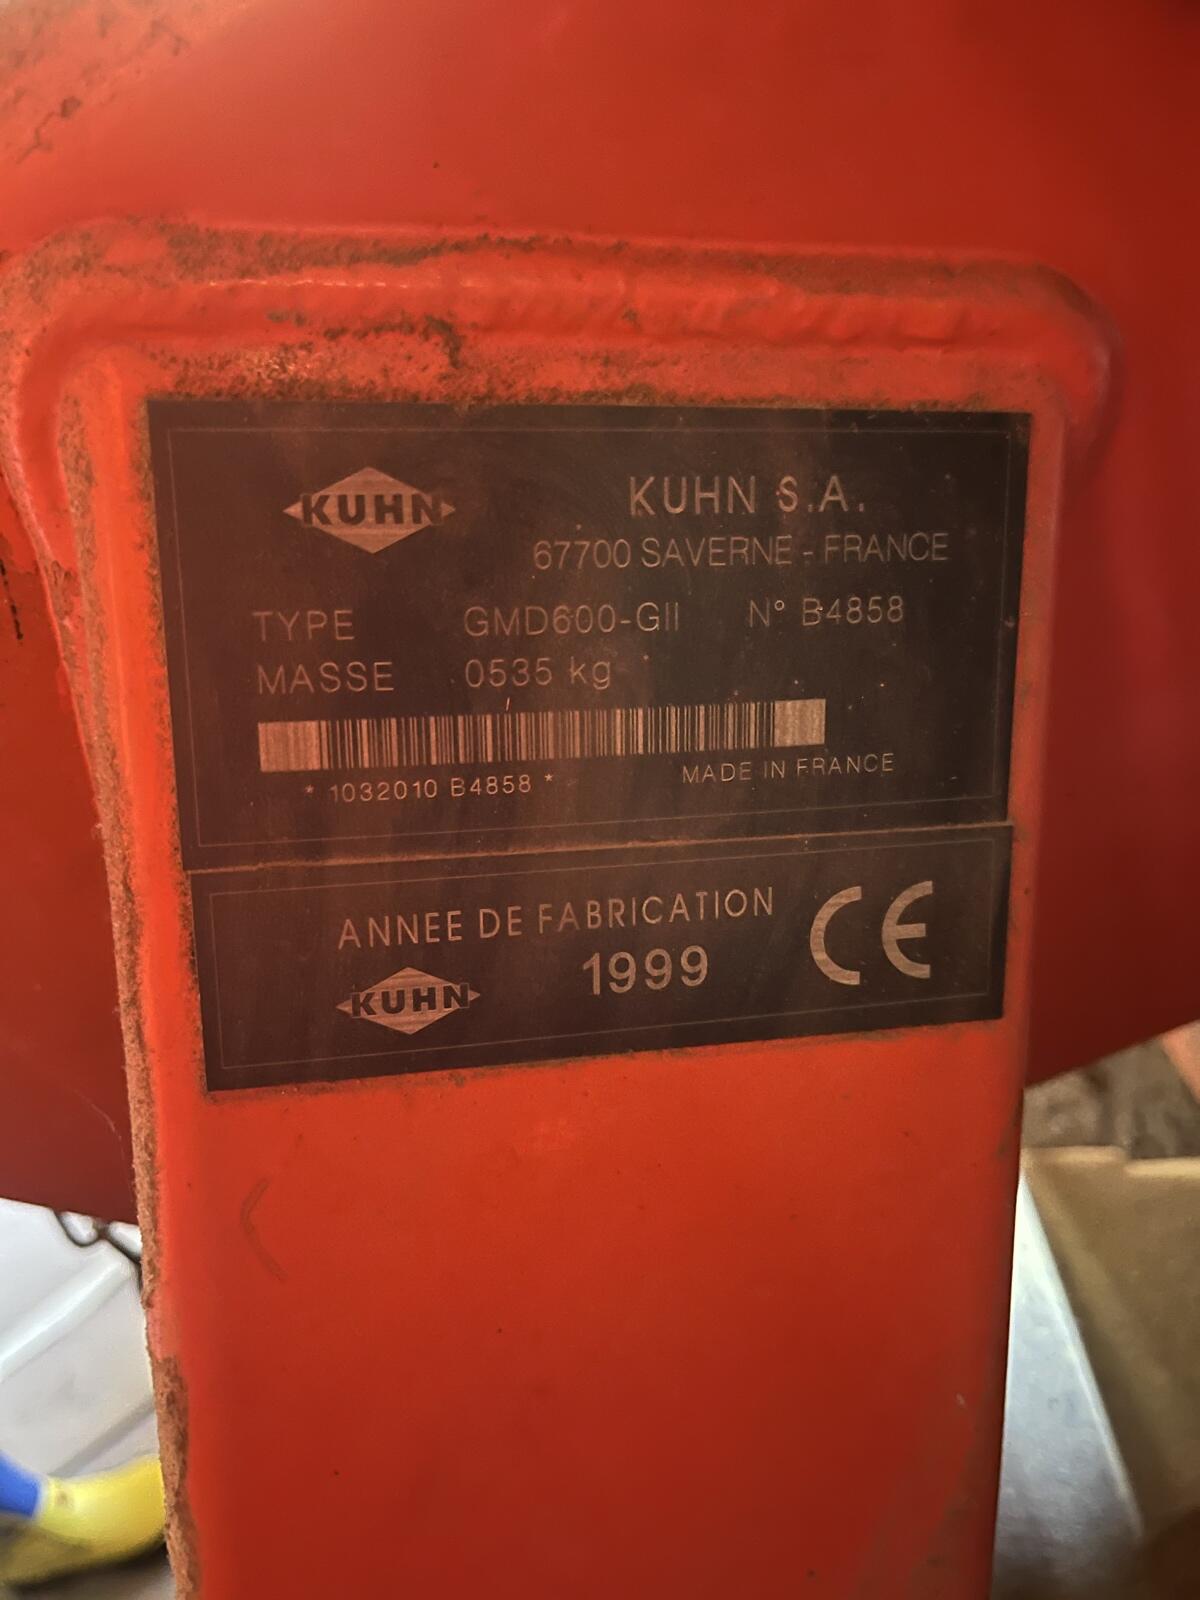 KUHN
KUHN S.A.
67700 SAVERNE - FRANCE
TYPE GMD600-GII N° B4858
MASSE 0535 kg
* 1032010 B4858 *
MADE IN FRANCE
ANNEE DE FABRICATION
1999
CE
KUHN